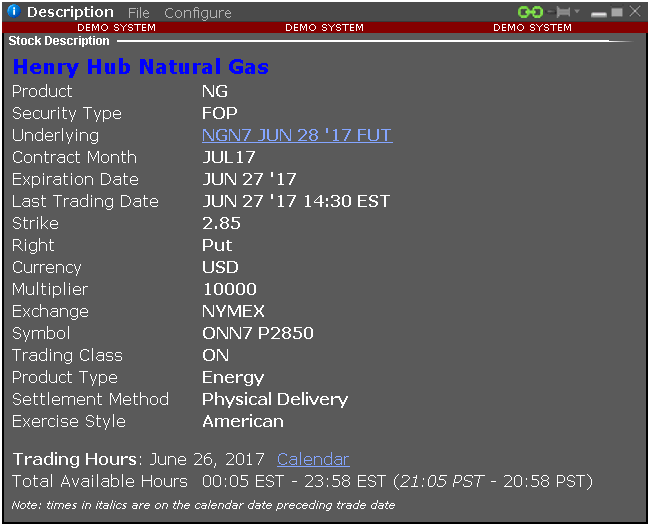 Description File Configure
DEMO SYSTEM DEMO SYSTEM DEMO SYSTEM
Stock Description
Henry Hub Natural Gas
Product NG
Security Type FOP
Underlying NGN7 JUN 28 '17 FUT
Contract Month JUL17
Expiration Date JUN 27 '17
Last Trading Date JUN 27 '17 14:30 EST
Strike 2.85
Right Put
Currency USD
Multiplier 10000
Exchange NYMEX
Symbol ONN7 P2850
Trading Class ON
Product Type Energy
Settlement Method Physical Delivery
Exercise Style American
Trading Hours: June 26, 2017 Calendar
Total Available Hours 00:05 EST - 23:58 EST (21:05 PST - 20:58 PST)
Note: times in italics are on the calendar date preceding trade date